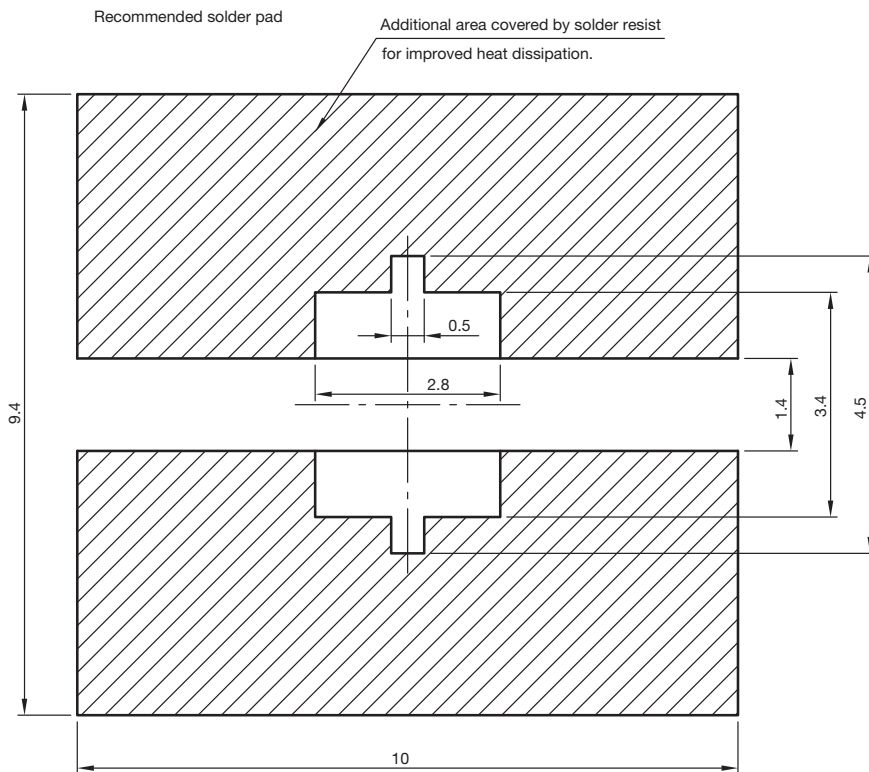 Recommended solder pad
Additional area covered by solder resist
for improved heat dissipation.
0.5
2.8
9.4
1.4
3.4
4.5
10